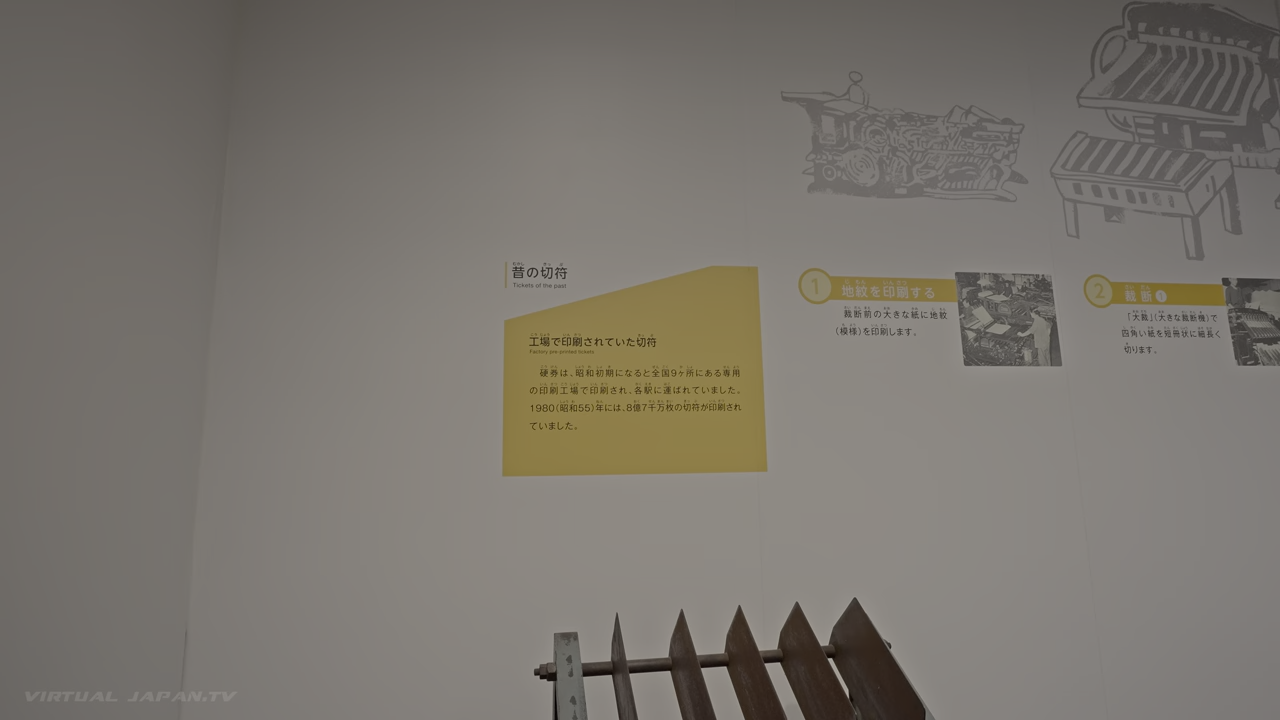 昔の切符
Tickets of the past
工場で印刷されていた切符
Factory pre-printed tickets
硬券は、昭和初期になると全国9ヶ所にある専用
の印刷工場で印刷され、各駅に運ばれていました。
1980(昭和55)年には、8億7千万枚の切符が印刷され
ていました。
1 地紋を印刷する
裁断前の大きな紙に地紋
(模様)を印刷します。
2 裁断❶
「大裁」(大きな裁断機)で
四角い紙を短冊状に細長く
切ります。
VIRTUAL JAPAN.TV